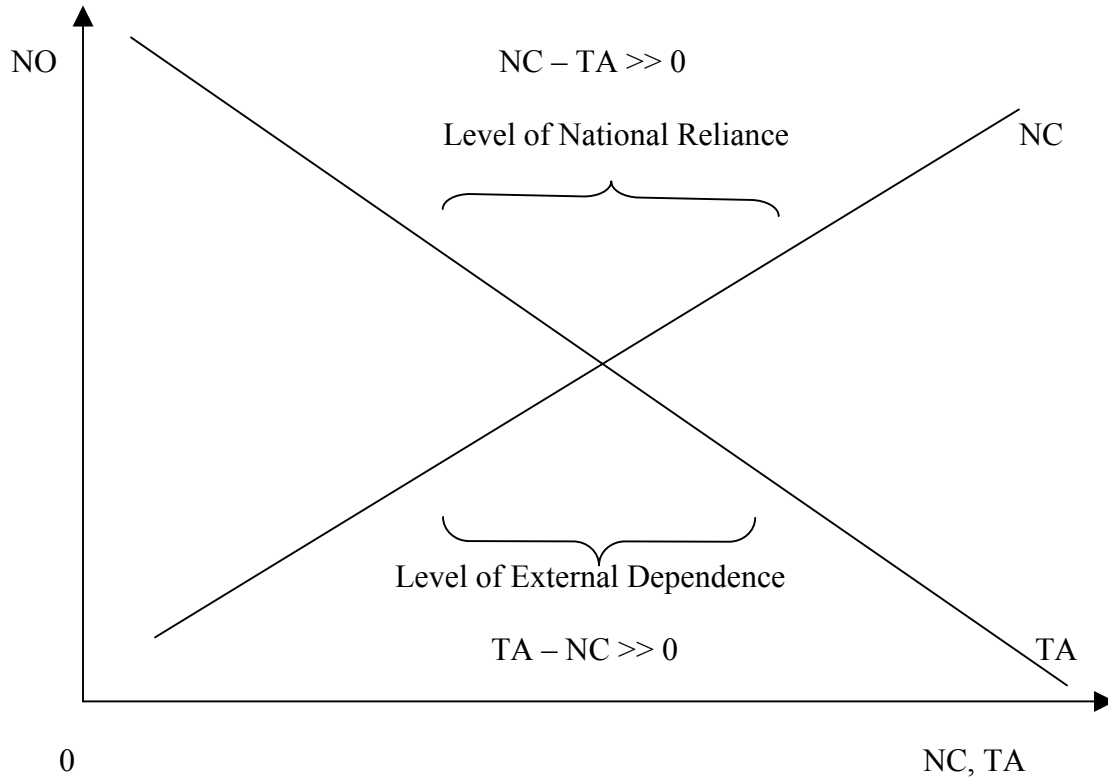 NO
NC – TA >> 0
Level of National Reliance
NC
Level of External Dependence
TA – NC >> 0
TA
0
NC, TA